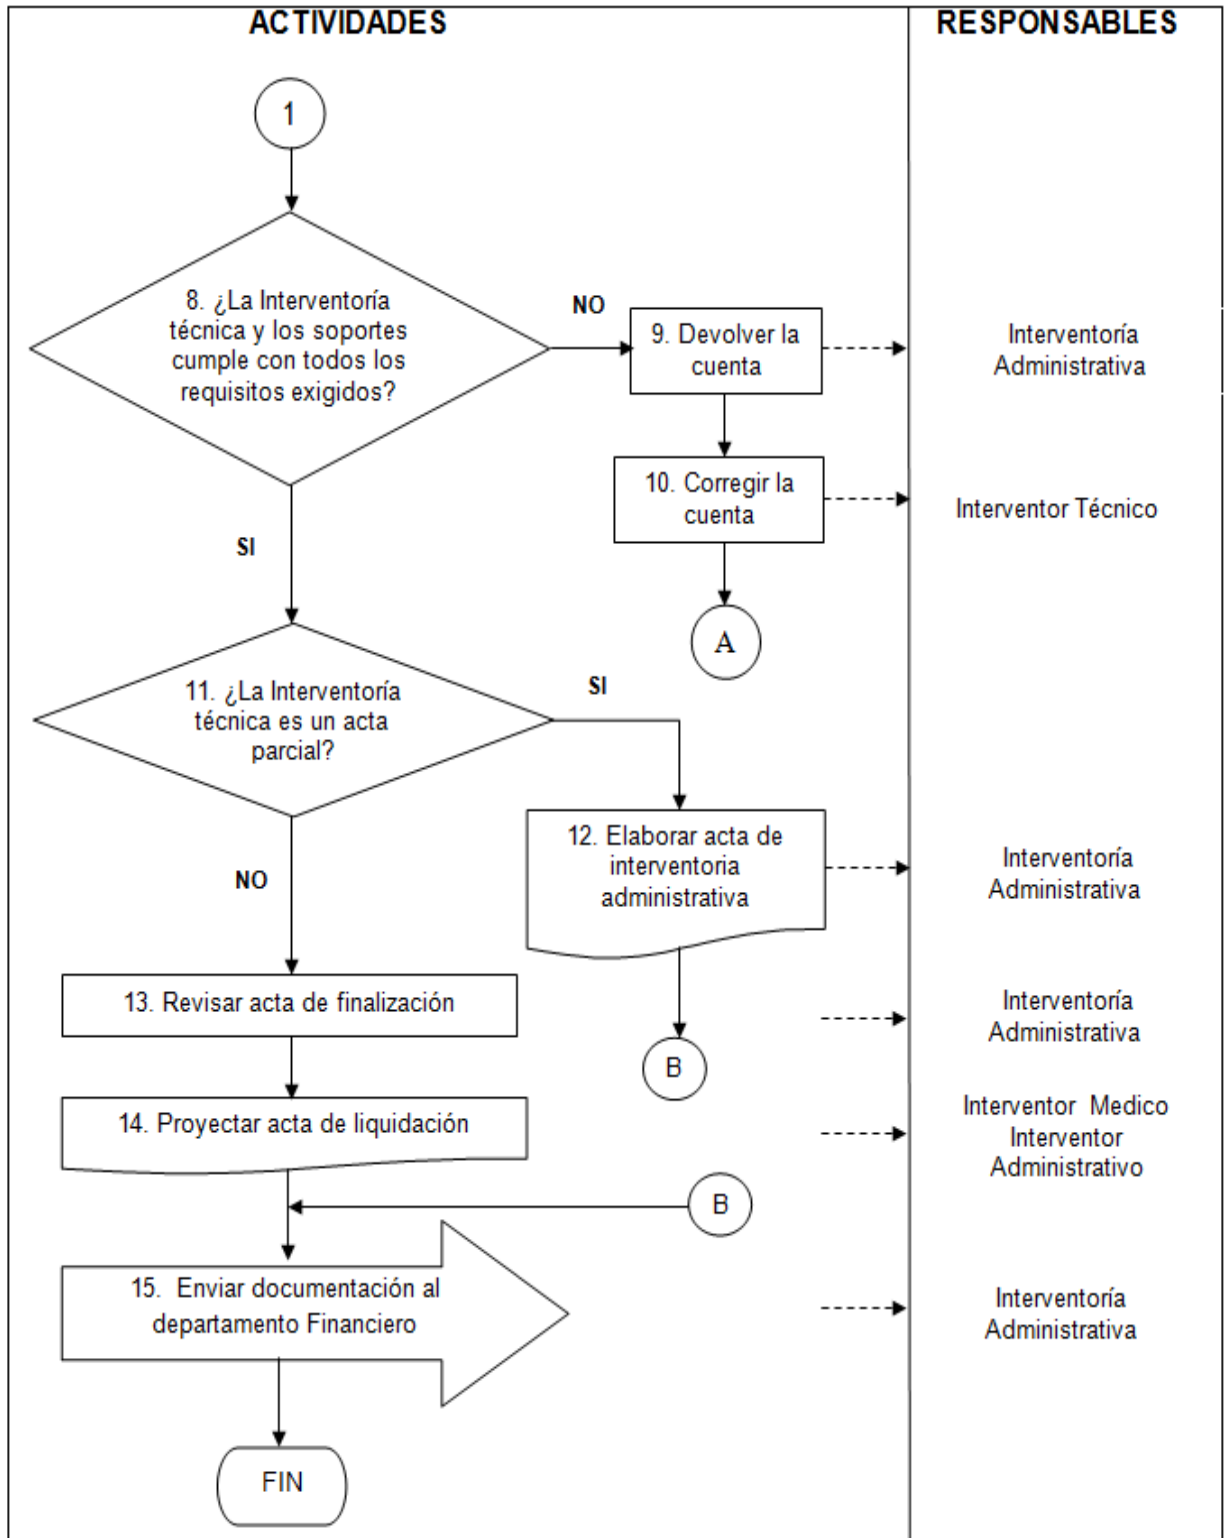 ACTIVIDADES
RESPONSABLES
1
8. ¿La Interventoría
técnica y los soportes
cumple con todos los
requisitos exigidos?
NO
9. Devolver la
cuenta
Interventoría
Administrativa
10. Corregir la
cuenta
Interventor Técnico
SI
A
11. ¿La Interventoría
técnica es un acta
parcial?
SI
12. Elaborar acta de
interventoria
administrativa
Interventoría
Administrativa
NO
13. Revisar acta de finalización
Interventoría
Administrativa
B
14. Proyectar acta de liquidación
Interventor Medico
Interventor
Administrativo
B
15. Enviar documentación al
departamento Financiero
Interventoría
Administrativa
FIN